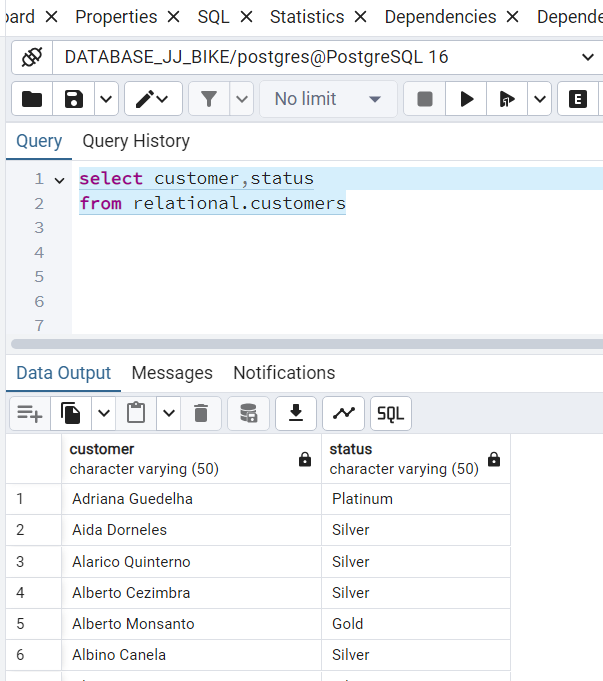 Properties SQL Statistics Dependencies
DATABASE_JJ_BIKE/postgres@PostgreSQL 16
No limit E
Query Query History
1 select customer,status
2 from relational.customers
3
4
5
6
7
Data Output Messages Notifications
SQL
customer status
character varying (50) character varying (50)
1 Adriana Guedelha Platinum
2 Aida Dorneles Silver
3 Alarico Quinterno Silver
4 Alberto Cezimbra Silver
5 Alberto Monsanto Gold
6 Albino Canela Silver